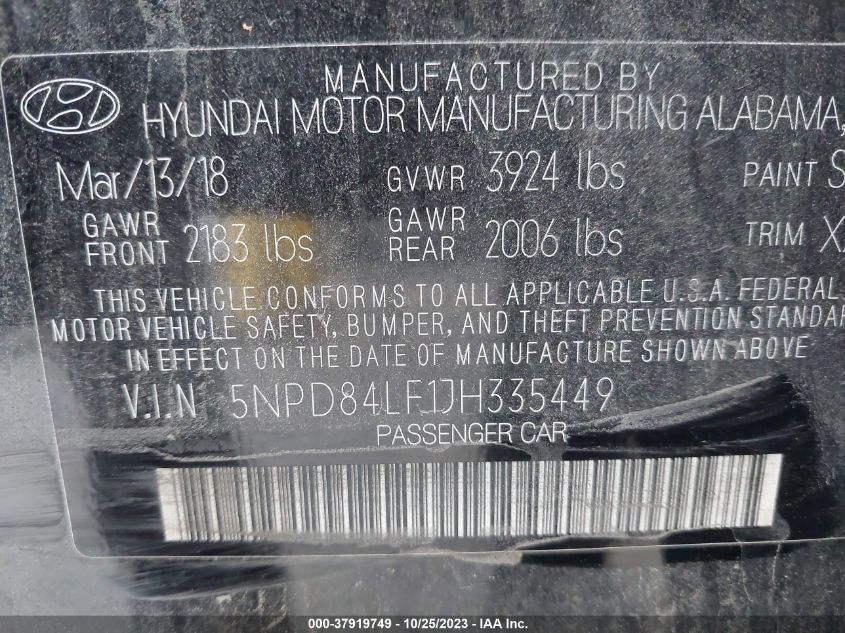 MANUFACTURED BY
HYUNDAI MOTOR MANUFACTURING ALABAMA,
Mar/13/18 GVWR 3924 lbs PAINT S
GAWR FRONT 2183 lbs GAWR REAR 2006 lbs TRIM X
THIS VEHICLE CONFORMS TO ALL APPLICABLE U.S.A. FEDERAL
MOTOR VEHICLE SAFETY, BUMPER, AND THEFT PREVENTION STANDAR
IN EFFECT ON THE DATE OF MANUFACTURE SHOWN ABOVE
V.I.N 5NPD84LF1JH335449
PASSENGER CAR
000-37919749 - 10/25/2023 - IAA Inc.